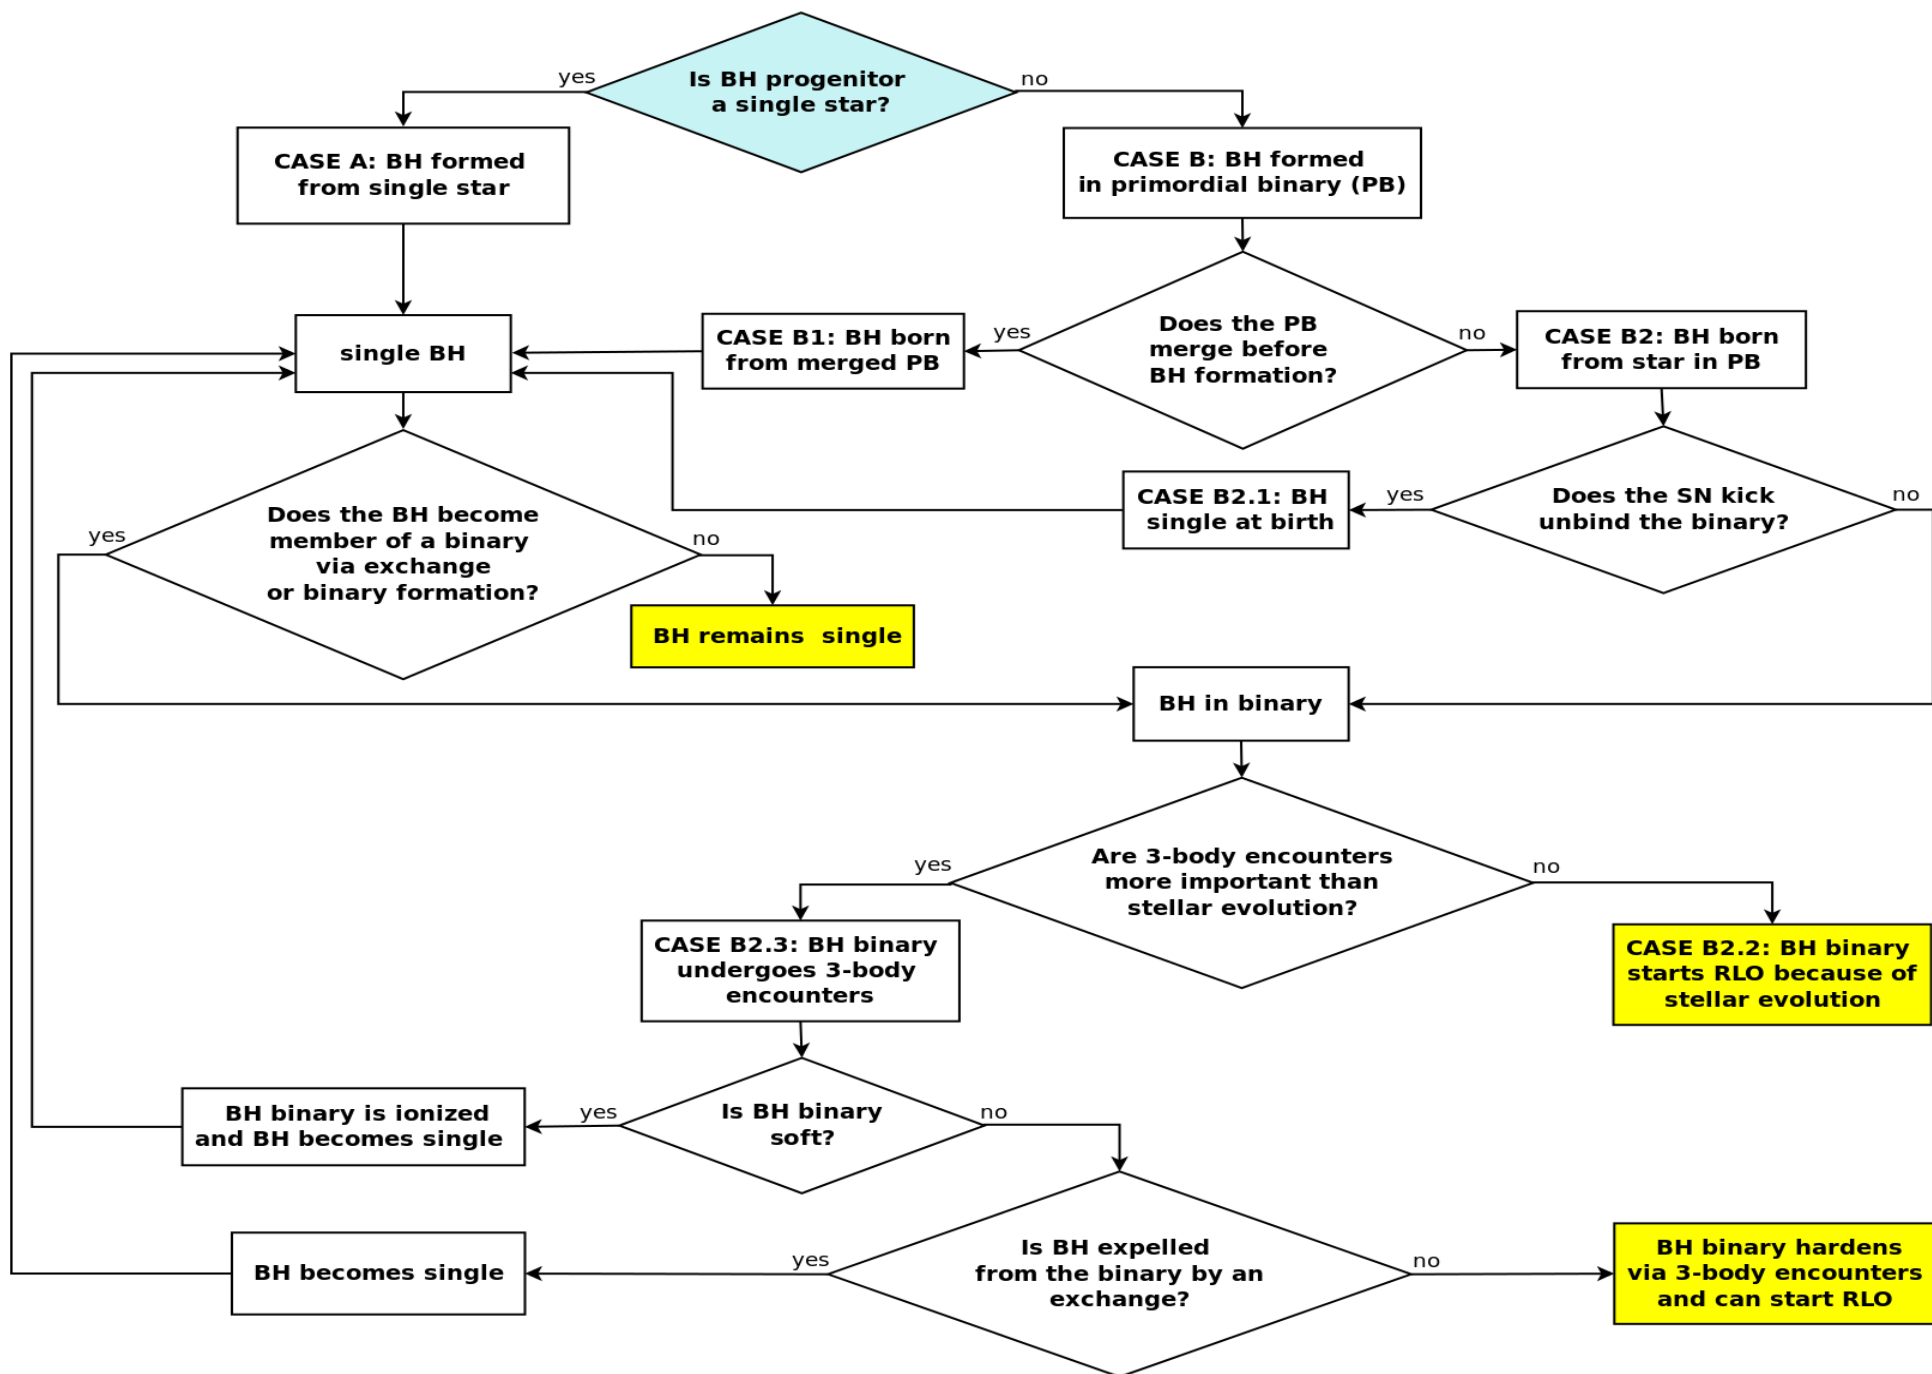 Is BH progenitor
a single star?
yes
no
CASE A: BH formed
from single star
CASE B: BH formed
in primordial binary (PB)
single BH
CASE B1: BH born
from merged PB
yes
Does the PB
merge before
BH formation?
no
CASE B2: BH born
from star in PB
yes
Does the BH become
member of a binary
via exchange
or binary formation?
no
BH remains  single
CASE B2.1: BH
single at birth
yes
Does the SN kick
unbind the binary?
no
BH in binary
yes
Are 3-body encounters
more important than
stellar evolution?
no
CASE B2.3: BH binary
undergoes 3-body
encounters
CASE B2.2: BH binary
starts RLO because of
stellar evolution
BH binary is ionized
and BH becomes single
yes
Is BH binary
soft?
no
BH becomes single
yes
Is BH expelled
from the binary by an
exchange?
no
BH binary hardens
via 3-body encounters
and can start RLO